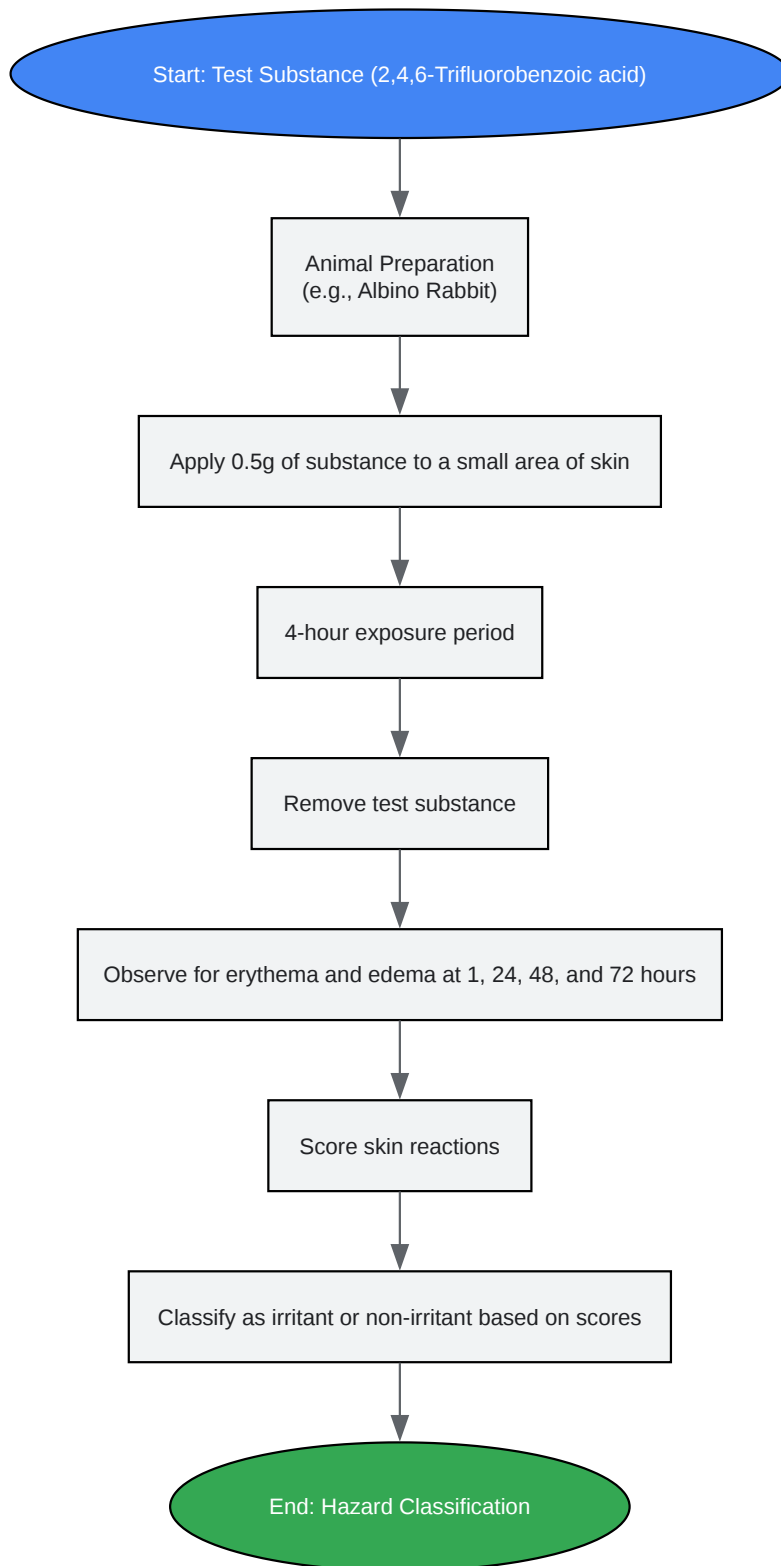 Start: Test Substance (2,4,6-Trifluorobenzoic acid)
Animal Preparation
(e.g., Albino Rabbit)
Apply 0.5g of substance to a small area of skin
4-hour exposure period
Remove test substance
Observe for erythema and edema at 1, 24, 48, and 72 hours
Score skin reactions
Classify as irritant or non-irritant based on scores
End: Hazard Classification